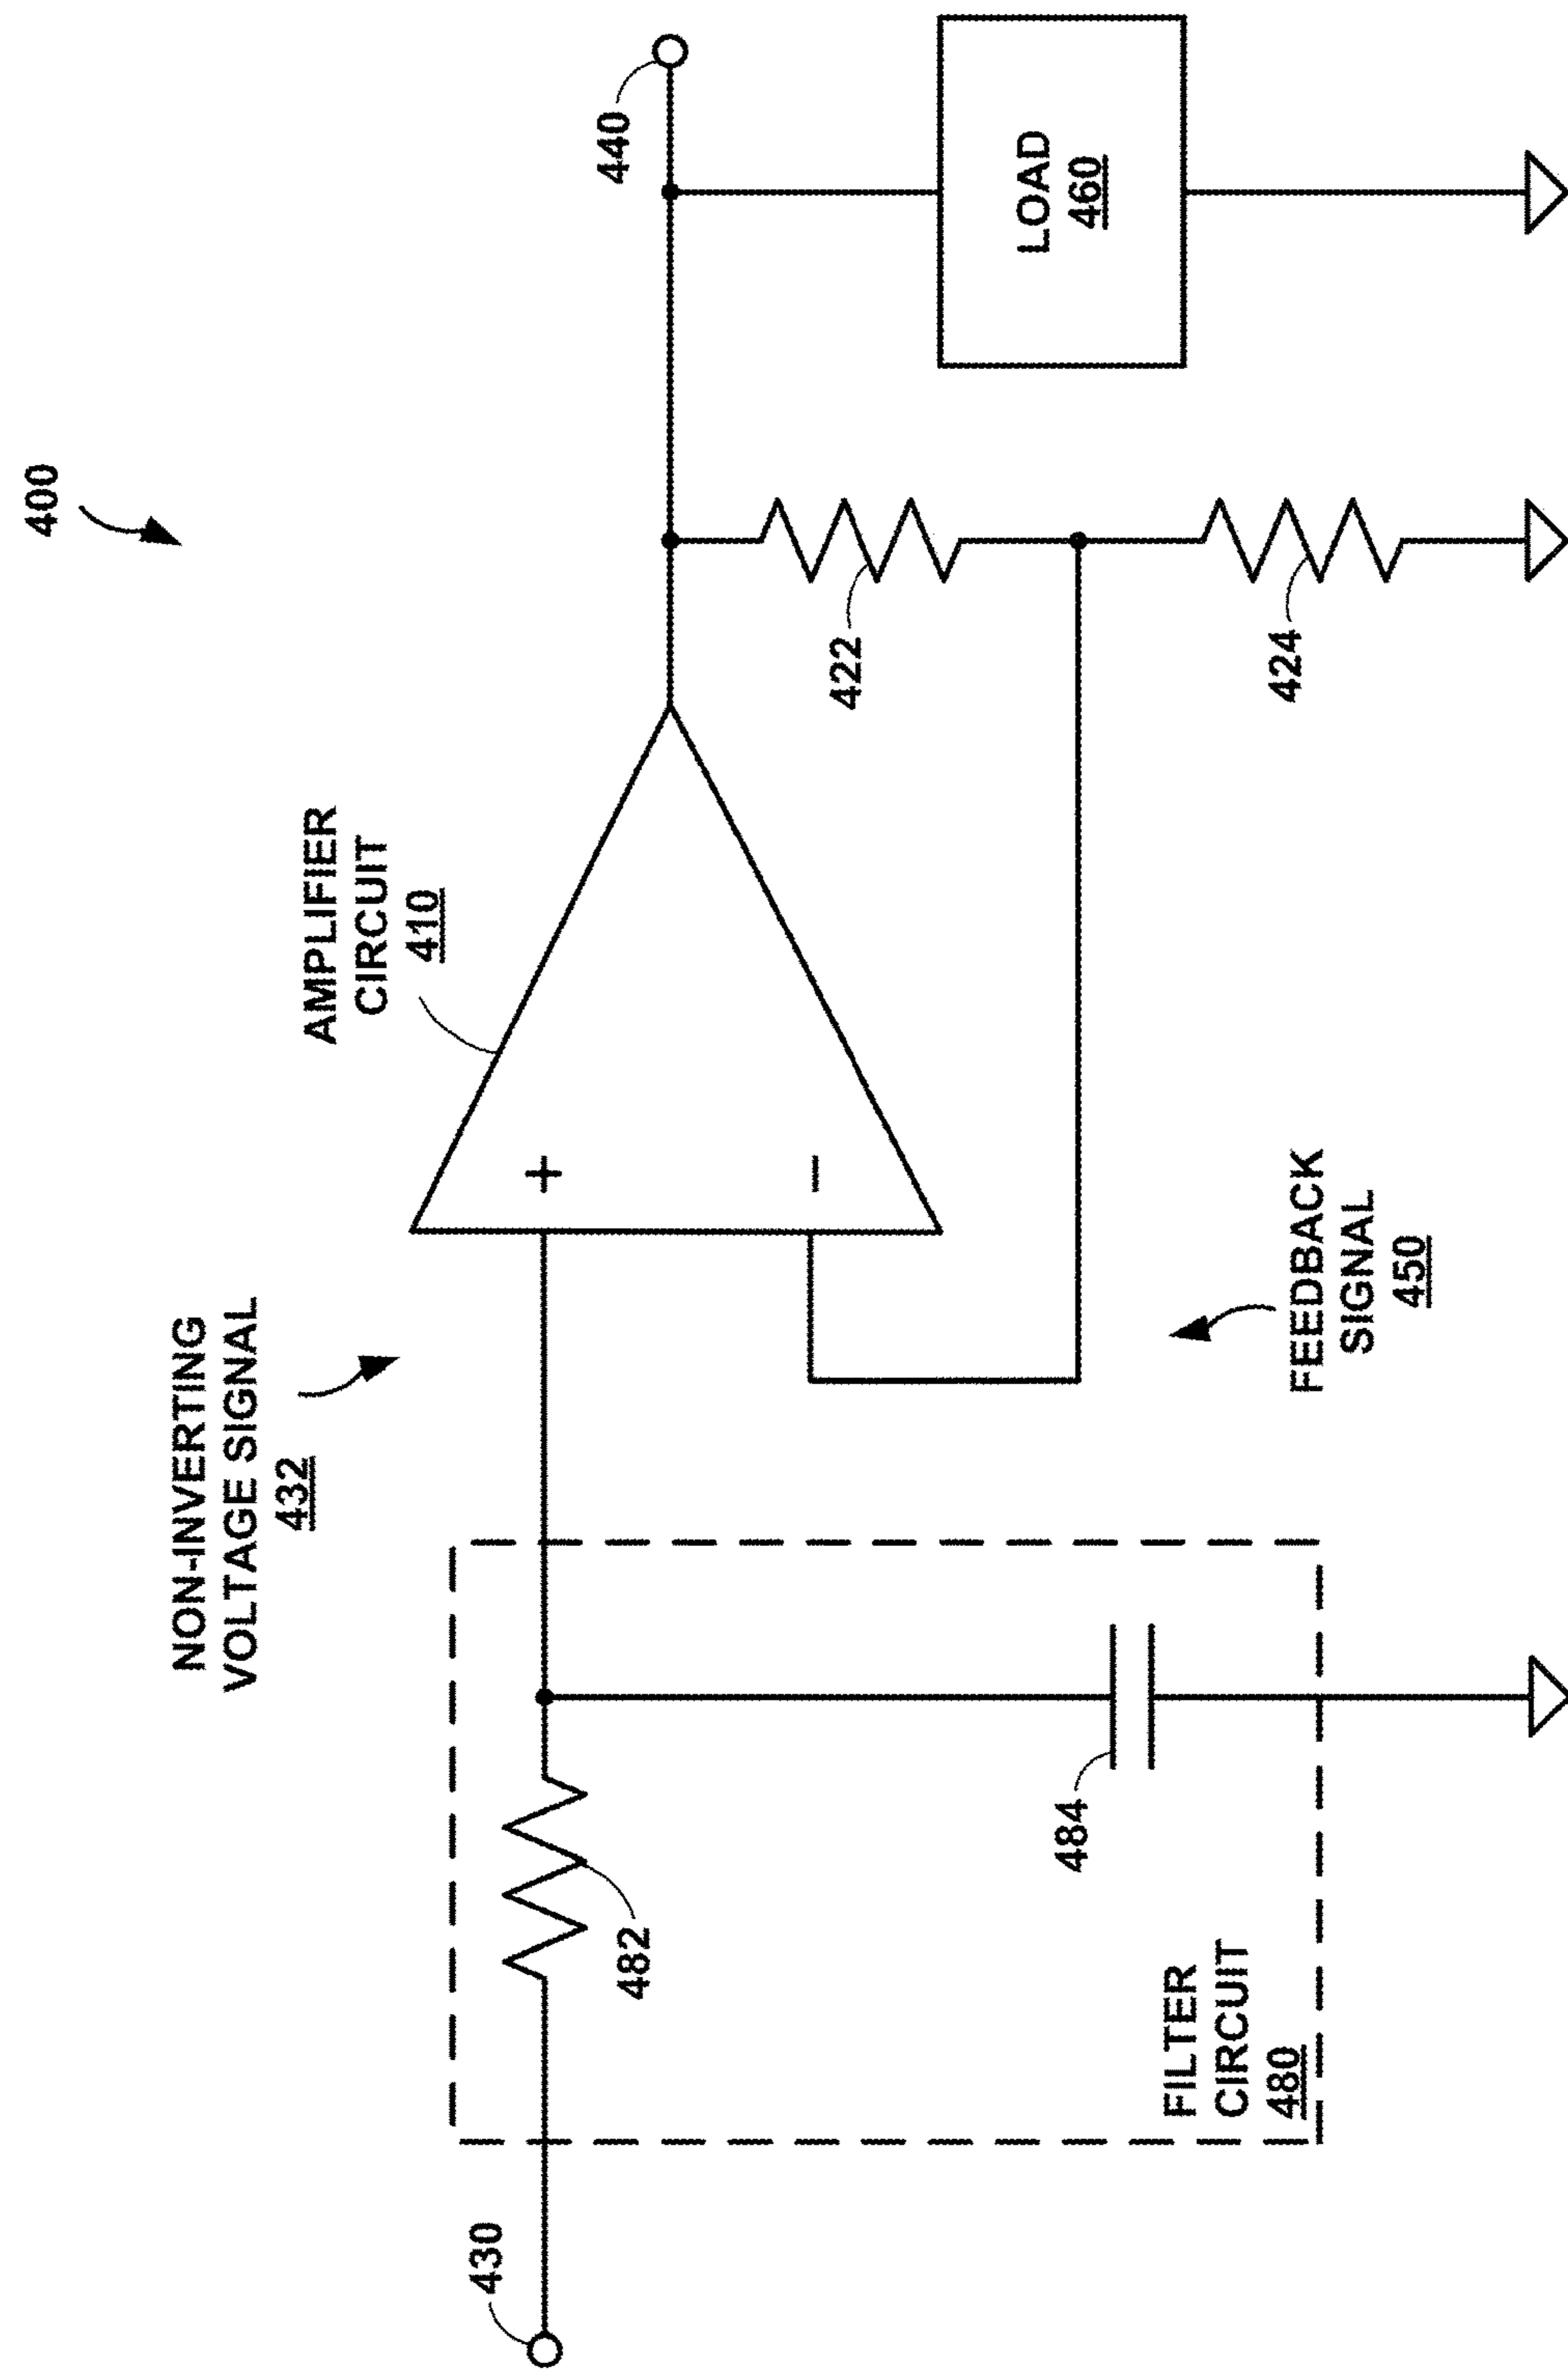 400
NON-INVERTING
VOLTAGE SIGNAL
432
AMPLIFIER
CIRCUIT
410
440
430
+
−
482
422
LOAD
460
484
424
FILTER
CIRCUIT
480
FEEDBACK
SIGNAL
450